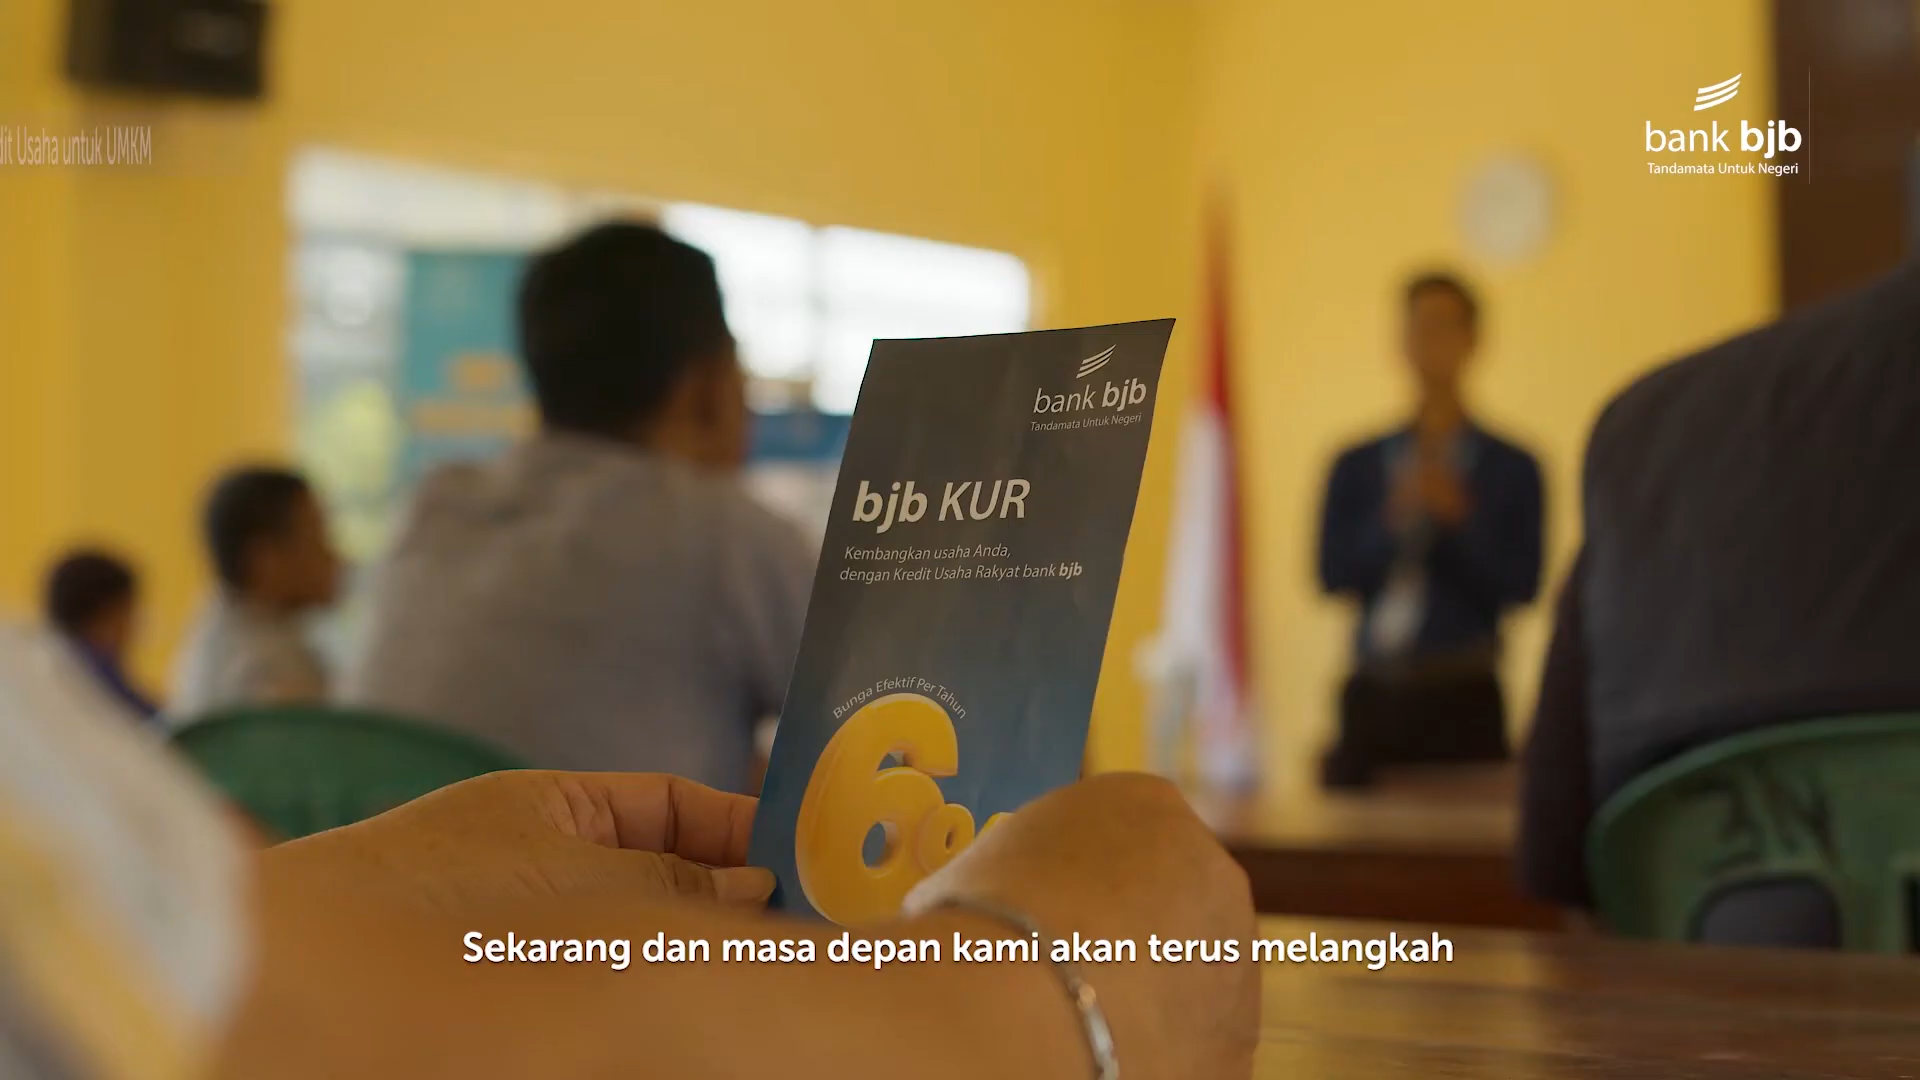 dit Usaha untuk UMKM
bank bjb
Tandamata Untuk Negeri
bank bjb
Tandamata Untuk Negeri
bjb KUR
Kembangkan usaha Anda,
dengan Kredit Usaha Rakyat bank bjb
Bunga Efektif Per Tahun
6%
Sekarang dan masa depan kami akan terus melangkah